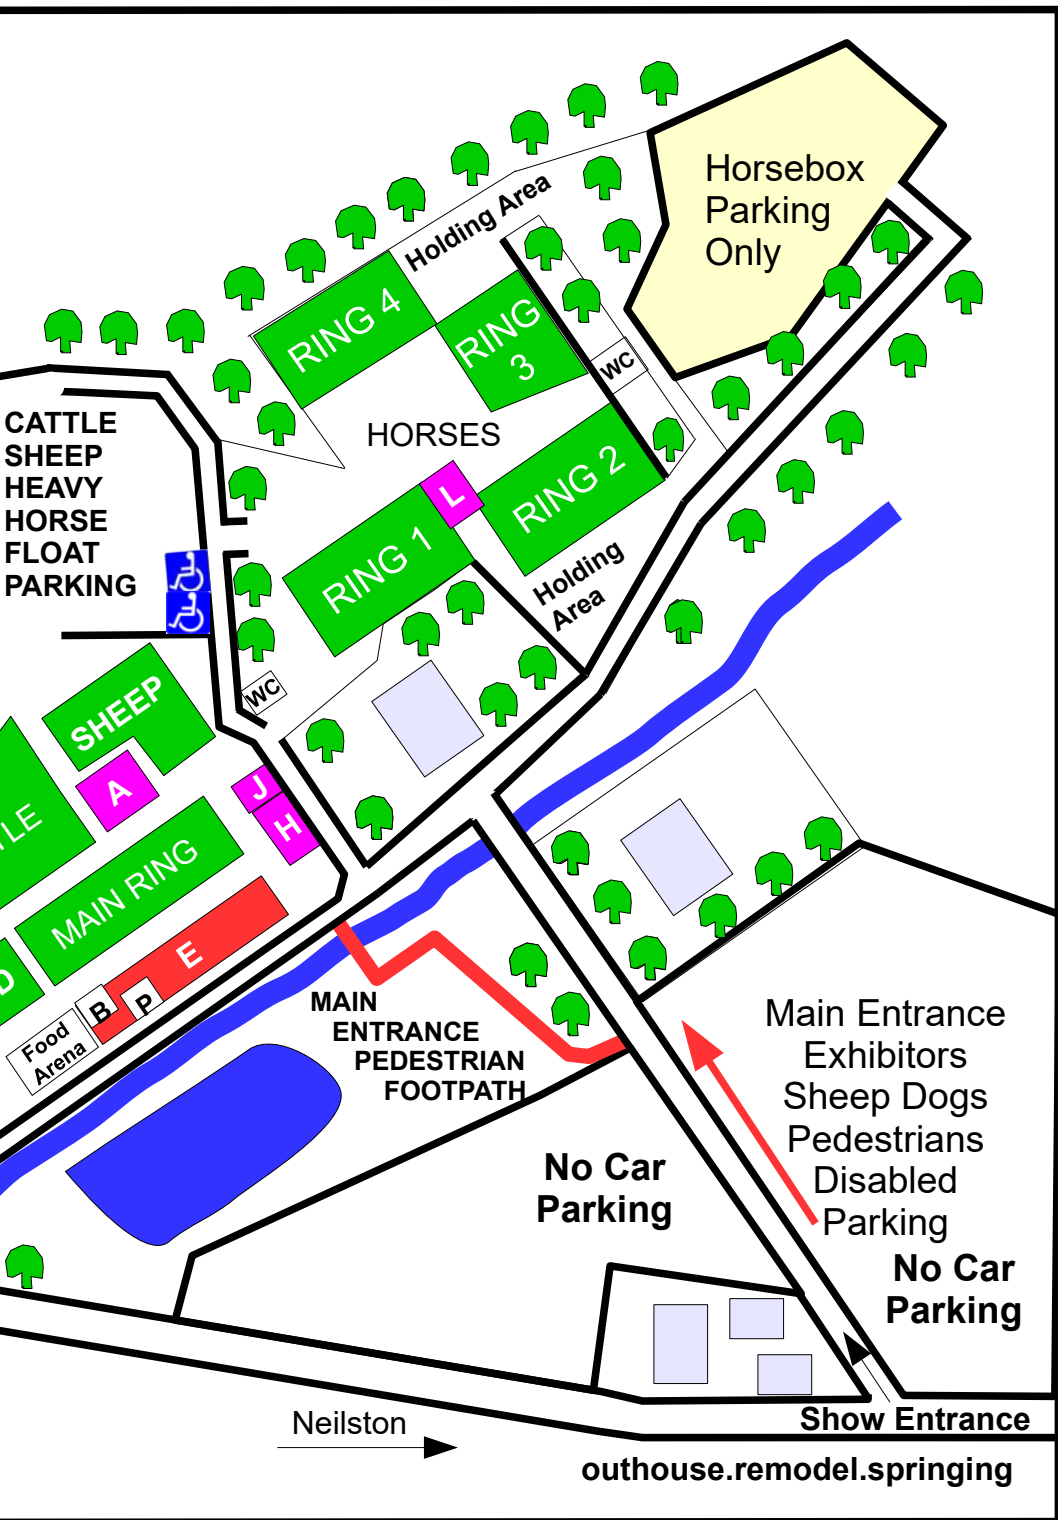 Horsebox
Parking
Only
Holding Area
RING 4
RING
3
WC
HORSES
CATTLE
SHEEP
HEAVY
HORSE
FLOAT
PARKING
L
RING 2
RING 1
Holding
Area
WC
SHEEP
A
J
H
TLE
MAIN RING
E
D
B
P
Food
Arena
MAIN
ENTRANCE
PEDESTRIAN
FOOTPATH
Main Entrance
Exhibitors
Sheep Dogs
Pedestrians
Disabled
Parking
No Car
Parking
No Car
Parking
Show Entrance
Neilston
outhouse.remodel.springing